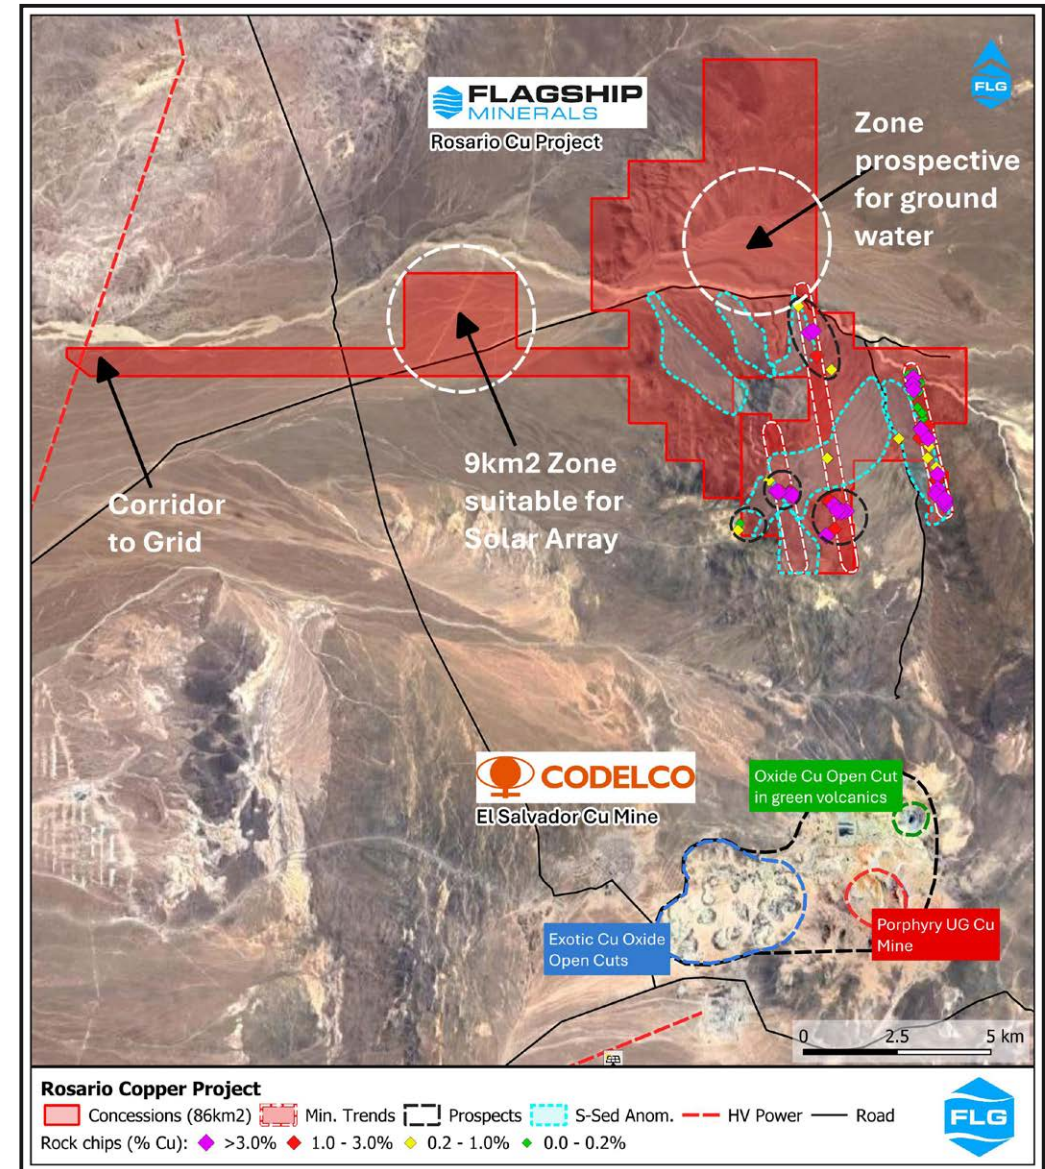 FLAGSHIP
MINERALS
Rosario Cu Project
FLG
Zone
prospective
for ground
water
9km2 Zone
suitable for
Solar Array
Corridor
to Grid
CODELCO
El Salvador Cu Mine
Oxide Cu Open Cut
in green volcanics
Exotic Cu Oxide
Open Cuts
Porphyry UG Cu
Mine
0 2.5 5 km
Rosario Copper Project
Concessions (86km2) Min. Trends Prospects S-Sed Anom. HV Power Road
Rock chips (% Cu): >3.0% 1.0 - 3.0% 0.2 - 1.0% 0.0 - 0.2%
FLG